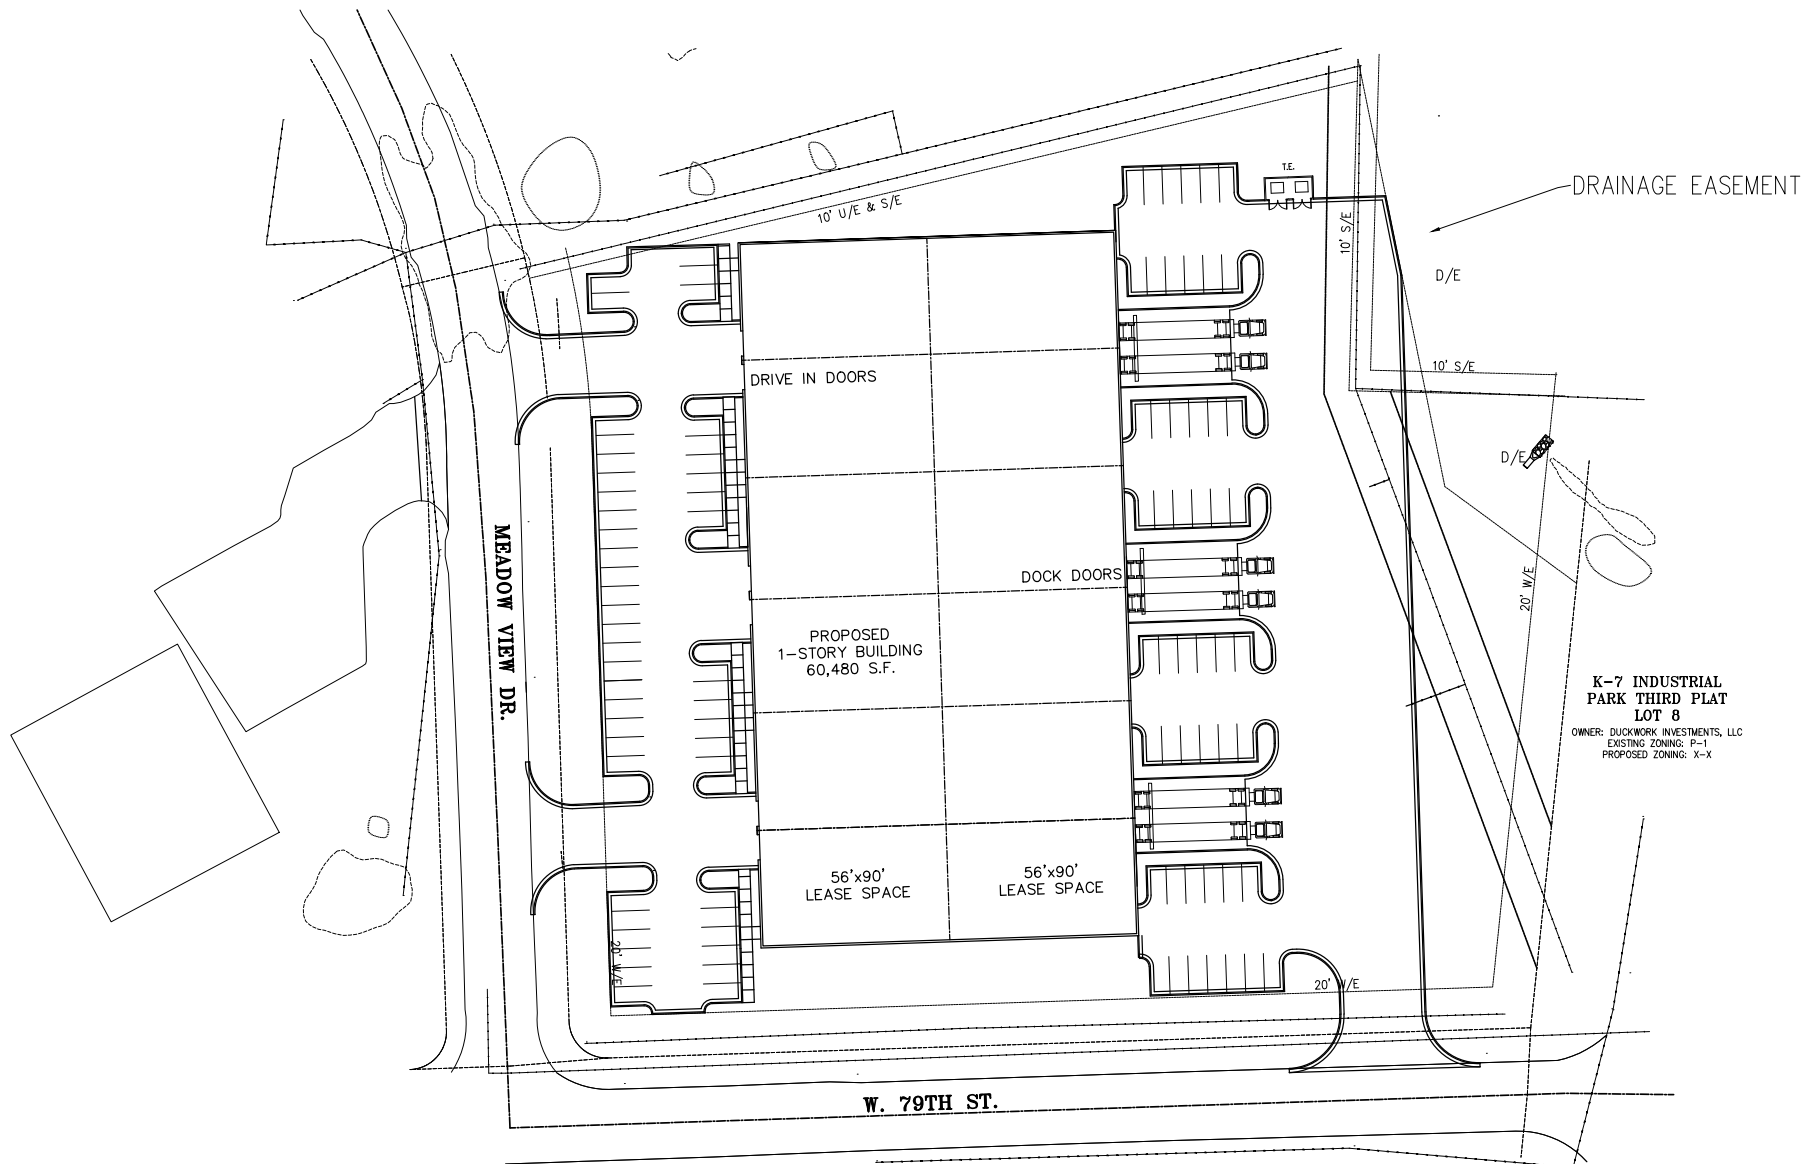 T.E.
DRAINAGE EASEMENT
10' U/E & S/E
10' S/E
D/E
10' S/E
DRIVE IN DOORS
D/E
MEADOW VIEW DR.
DOCK DOORS
20' W/E
PROPOSED
1-STORY BUILDING
60,480 S.F.
K-7 INDUSTRIAL
PARK THIRD PLAT
LOT 8
OWNER: DUCKWORK INVESTMENTS, LLC
EXISTING ZONING: P-1
PROPOSED ZONING: X-X
56'x90'
LEASE SPACE
56'x90'
LEASE SPACE
20' W/E
20' W/E
W. 79TH ST.